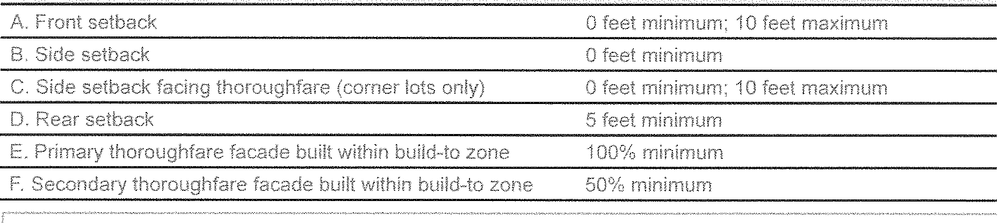 A. Front setback 0 feet minimum; 10 feet maximum
B. Side setback 0 feet minimum
C. Side setback facing thoroughfare (corner lots only) 0 feet minimum; 10 feet maximum
D. Rear setback 5 feet minimum
E. Primary thoroughfare facade built within build-to zone 100% minimum
F. Secondary thoroughfare facade built within build-to zone 50% minimum